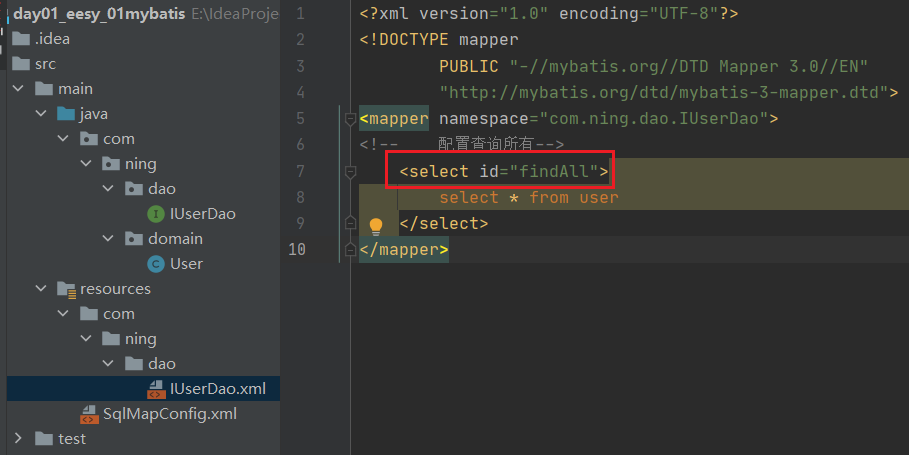 day01_eesy_01mybatis E:\IdeaProje
.idea
src
main
java
com
ning
dao
IUserDao
domain
User
resources
com
ning
dao
IUserDao.xml
SqlMapConfig.xml
test
1 <?xml version="1.0" encoding="UTF-8"?>
2 <!DOCTYPE mapper
3 PUBLIC "-//mybatis.org//DTD Mapper 3.0//EN"
4 "http://mybatis.org/dtd/mybatis-3-mapper.dtd">
5 <mapper namespace="com.ning.dao.IUserDao">
6 <!-- 配置查询所有-->
7 <select id="findAll">
8 select * from user
9 </select>
10 </mapper>